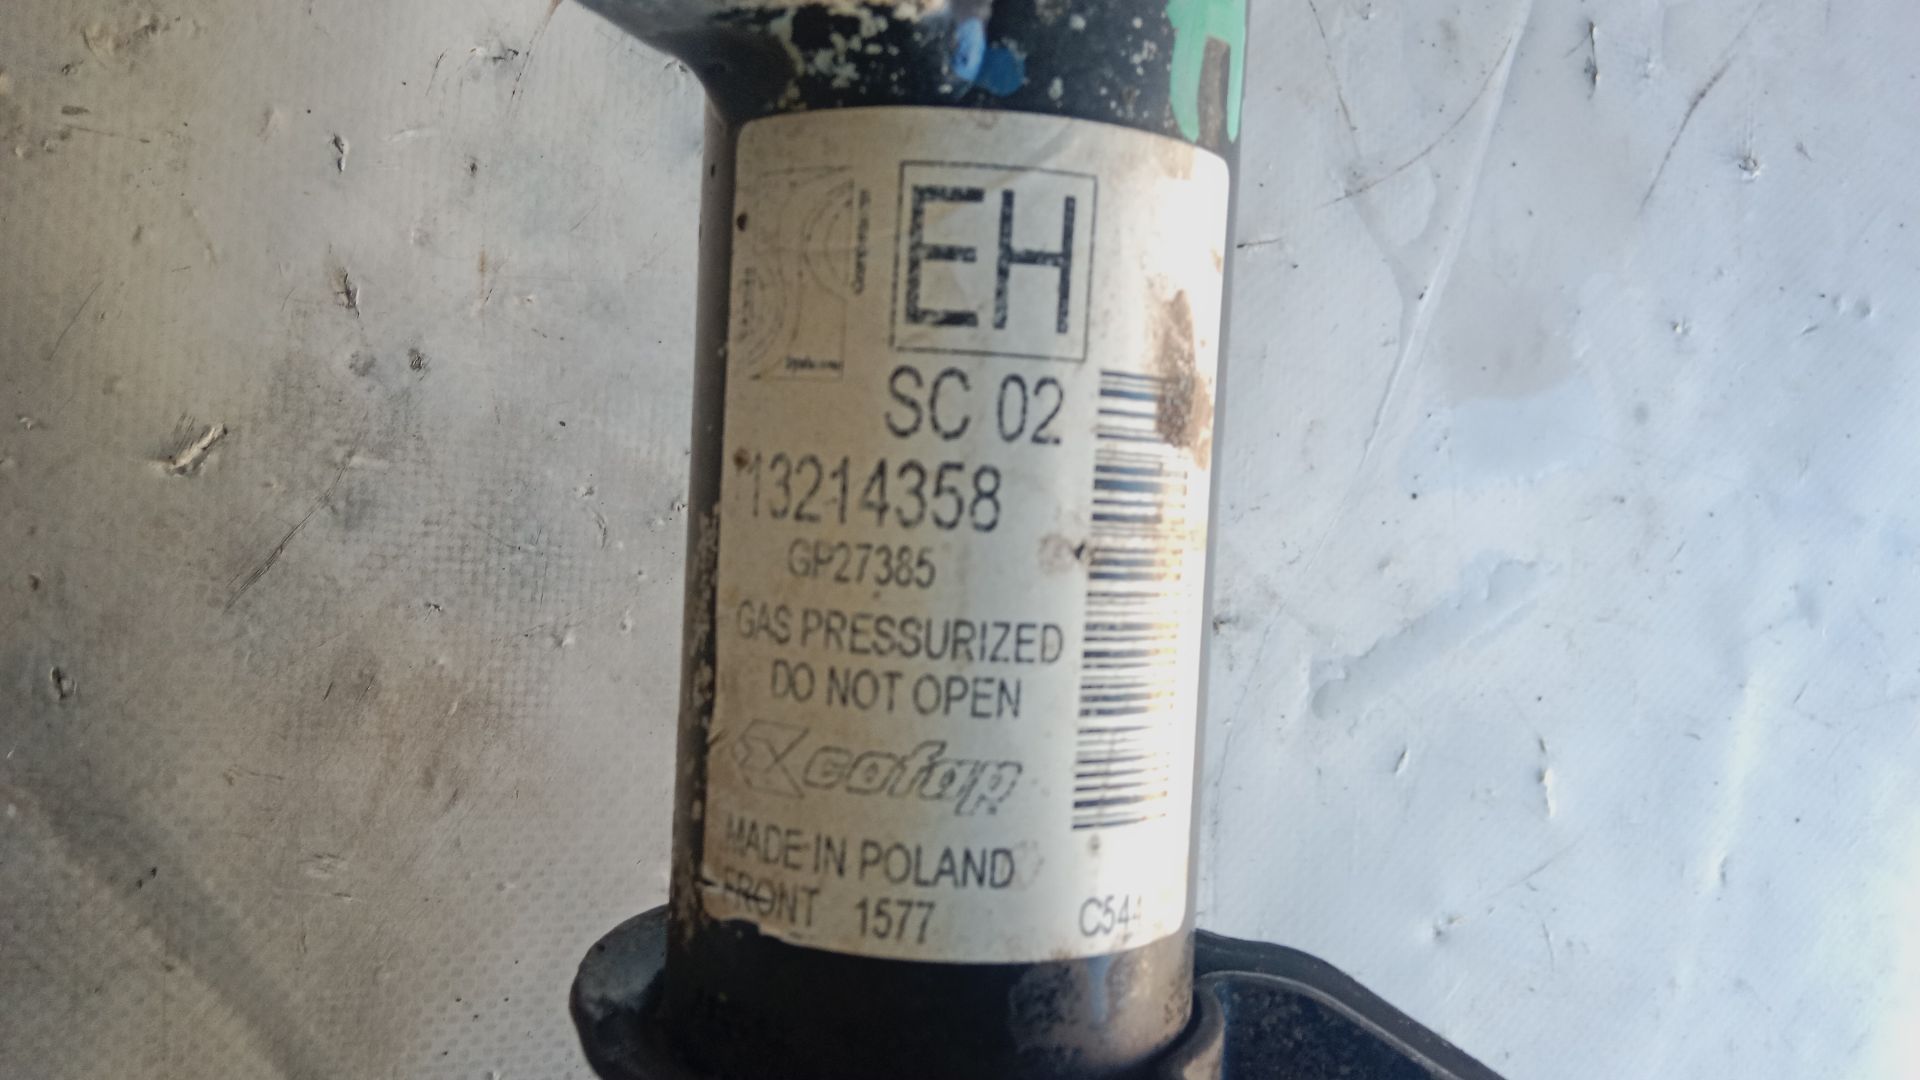 EH
SC 02
13214358
GP27385
GAS PRESSURIZED
DO NOT OPEN
cofap
MADE IN POLAND
FRONT 1577